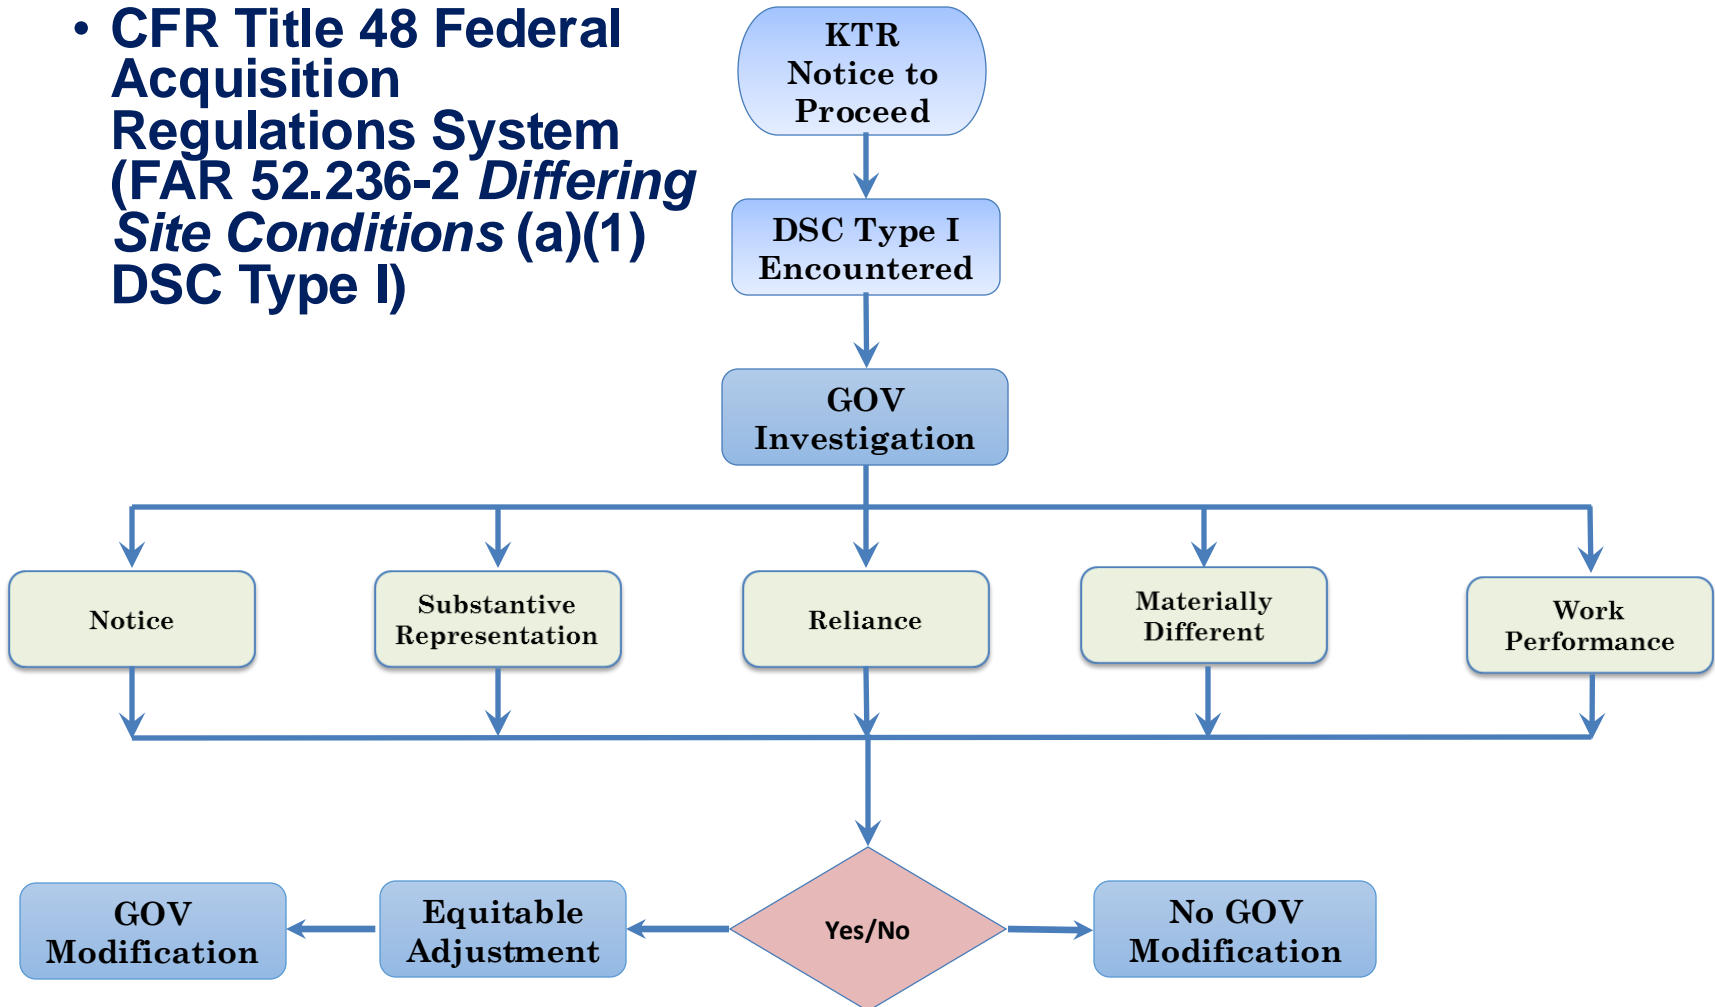 • CFR Title 48 Federal
Acquisition
Regulations System
(FAR 52.236-2 Differing
Site Conditions (a)(1)
DSC Type I)
KTR
Notice to
Proceed
DSC Type I
Encountered
GOV
Investigation
Notice
Substantive
Representation
Reliance
Materially
Different
Work
Performance
GOV
Modification
Equitable
Adjustment
Yes/No
No GOV
Modification